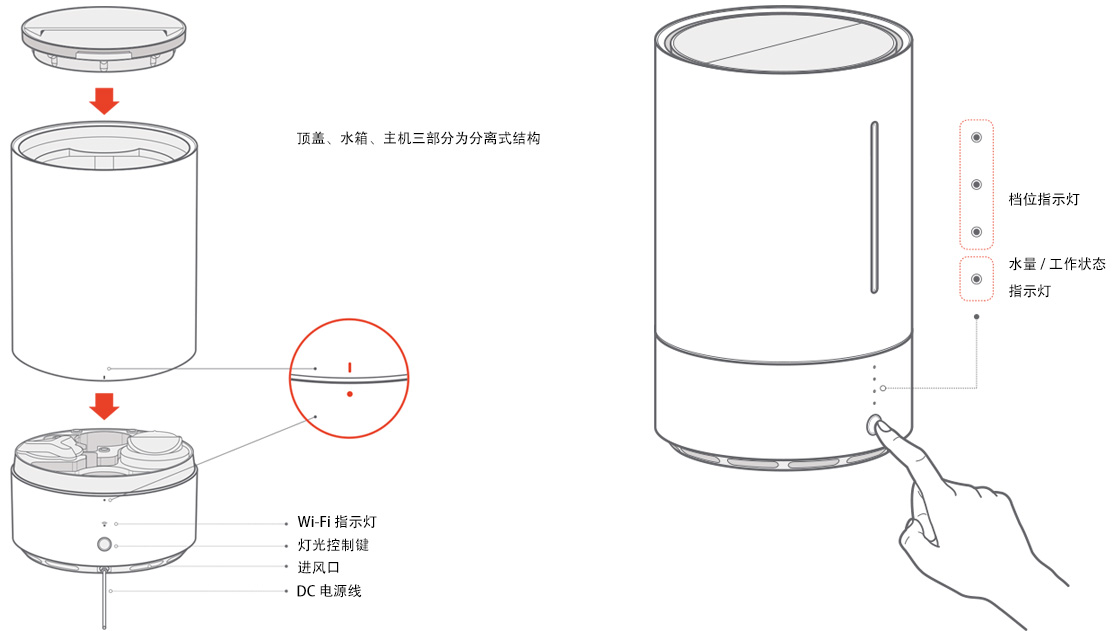 顶盖、水箱、主机三部分为分离式结构
Wi-Fi 指示灯
灯光控制键
进风口
DC 电源线
档位指示灯
水量 / 工作状态
指示灯